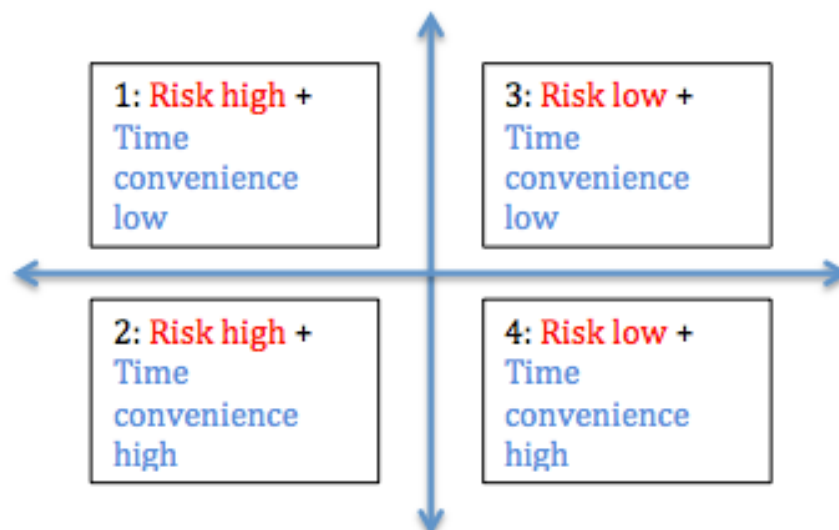 1: Risk high +
Time
convenience
low
3: Risk low +
Time
convenience
low
2: Risk high +
Time
convenience
high
4: Risk low +
Time
convenience
high